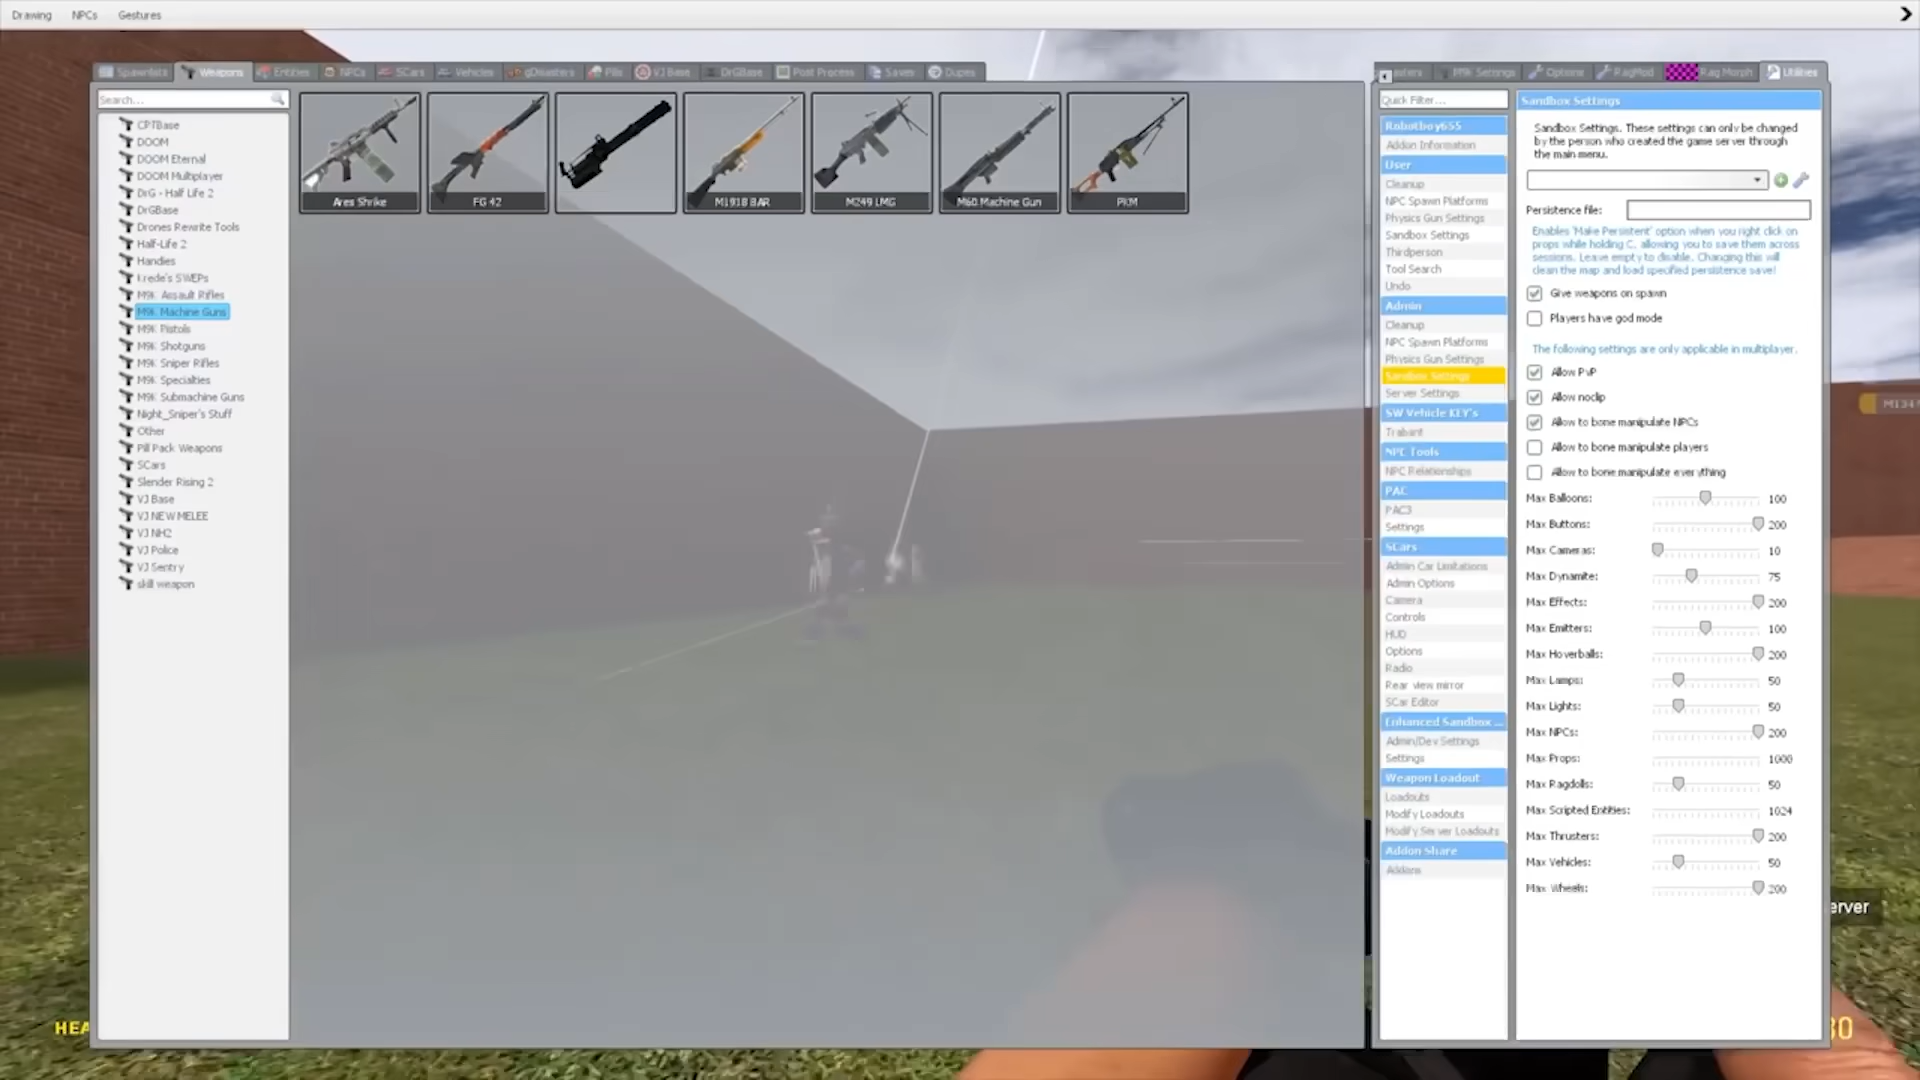 Drawing NPCs Gestures
Spawnlists Weapons Entities NPCs SCars Vehicles gDisasters Pills VJ Base DrGBase Post Process Saves Dupes
Search...
CPTBase
DOOM
DOOM Eternal
DOOM Multiplayer
DrG - Half Life 2
DrGBase
Drones Rewrite Tools
Half-Life 2
Handies
Krede's SWEPs
M9K Assault Rifles
M9K Machine Guns
M9K Pistols
M9K Shotguns
M9K Sniper Rifles
M9K Specialties
M9K Submachine Guns
Night_Sniper's Stuff
Other
Pill Pack Weapons
SCars
Slender Rising 2
VJ Base
VJ NEW MELEE
VJ NH2
VJ Police
VJ Sentry
skill weapon
Ares Shrike
FG 42
M1918 BAR
M249 LMG
M60 Machine Gun
PKM
M9K Settings Options RagMod Rag Morph Utilities
Quick Filter...
Robotboy655
Addon Information
User
Cleanup
NPC Spawn Platforms
Physics Gun Settings
Sandbox Settings
Thirdperson
Tool Search
Undo
Admin
Cleanup
NPC Spawn Platforms
Physics Gun Settings
Sandbox Settings
Server Settings
SW Vehicle KEY's
Trabant
NPC Tools
NPC Relationships
PAC
PAC3
Settings
SCars
Admin Car Limitations
Admin Options
Camera
Controls
HUD
Options
Radio
Rear view mirror
SCar Editor
Enhanced Sandbox ...
Admin/Dev Settings
Settings
Weapon Loadout
Loadouts
Modify Loadouts
Modify Server Loadouts
Addon Share
Addons
Sandbox Settings
Sandbox Settings. These settings can only be changed
by the person who created the game server through
the main menu.
Persistence file:
Enables 'Make Persistent' option when you right click on
props while holding C, allowing you to save them across
sessions. Leave empty to disable. Changing this will
clean the map and load specified persistence save!
Give weapons on spawn
Players have god mode
The following settings are only applicable in multiplayer.
Allow PvP
Allow noclip
Allow to bone manipulate NPCs
Allow to bone manipulate players
Allow to bone manipulate everything
Max Balloons: 100
Max Buttons: 200
Max Cameras: 10
Max Dynamite: 75
Max Effects: 200
Max Emitters: 100
Max Hoverballs: 200
Max Lamps: 50
Max Lights: 50
Max NPCs: 200
Max Props: 1000
Max Ragdolls: 50
Max Scripted Entities: 1024
Max Thrusters: 200
Max Vehicles: 50
Max Wheels: 200
M134
erver
HEA
30